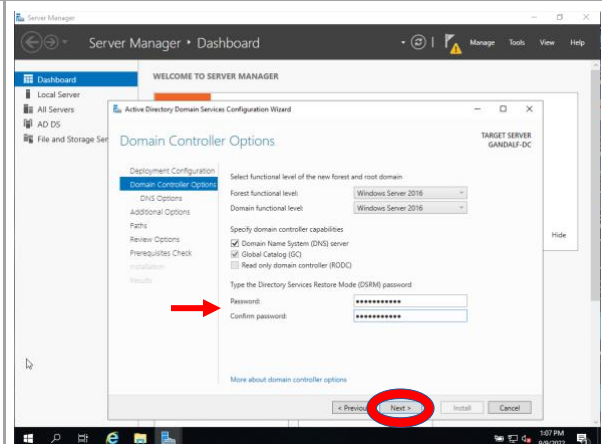 Server Manager
Server Manager • Dashboard
Manage Tools View Help
Dashboard
Local Server
All Servers
AD DS
File and Storage Ser
WELCOME TO SERVER MANAGER
Hide
Active Directory Domain Services Configuration Wizard
Domain Controller Options
TARGET SERVER
GANDALF-DC
Deployment Configuration
Domain Controller Options
DNS Options
Additional Options
Paths
Review Options
Prerequisites Check
Installation
Results
Select functional level of the new forest and root domain
Forest functional level: Windows Server 2016
Domain functional level: Windows Server 2016
Specify domain controller capabilities
Domain Name System (DNS) server
Global Catalog (GC)
Read only domain controller (RODC)
Type the Directory Services Restore Mode (DSRM) password
Password: •••••••••••
Confirm password: •••••••••••
More about domain controller options
< Previou Next > Install Cancel
1:07 PM
9/9/2022